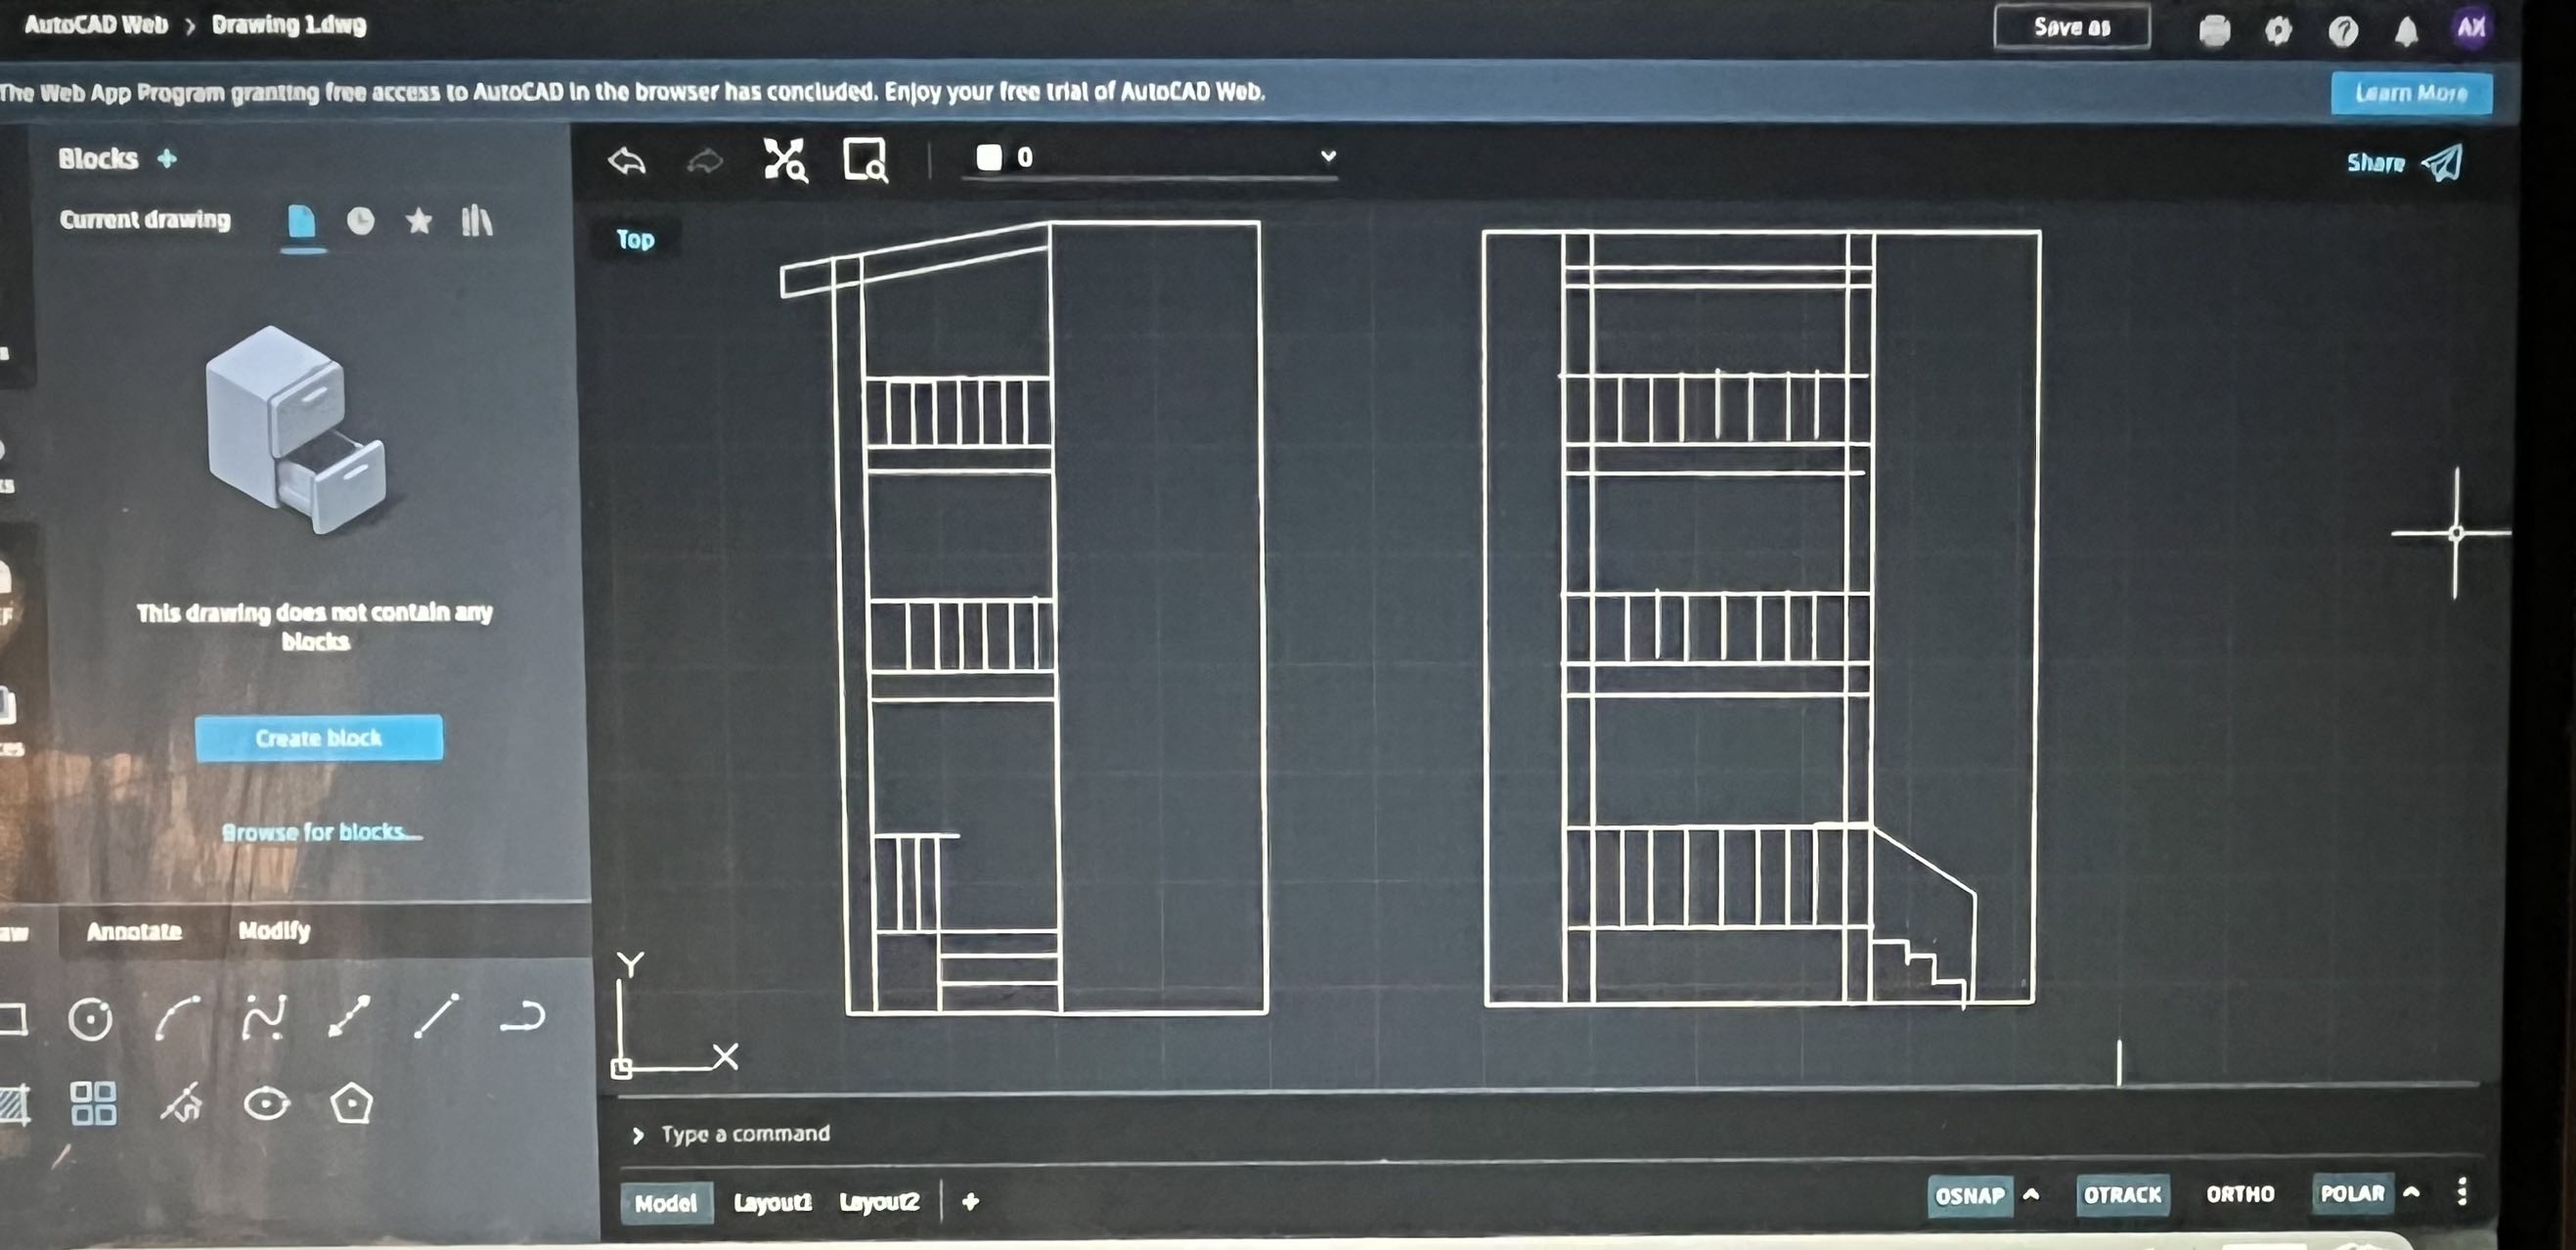 AutoCAD Web > Drawing 1.dwg
Save as
AX
The Web App Program granting free access to AutoCAD in the browser has concluded. Enjoy your free trial of AutoCAD Web.
Learn More
Blocks +
0
Share
Current drawing
Top
This drawing does not contain any
blocks
Create block
Browse for blocks...
Annotate
Modify
Y
X
> Type a command
Model
Layout1
Layout2
+
OSNAP
OTRACK
ORTHO
POLAR